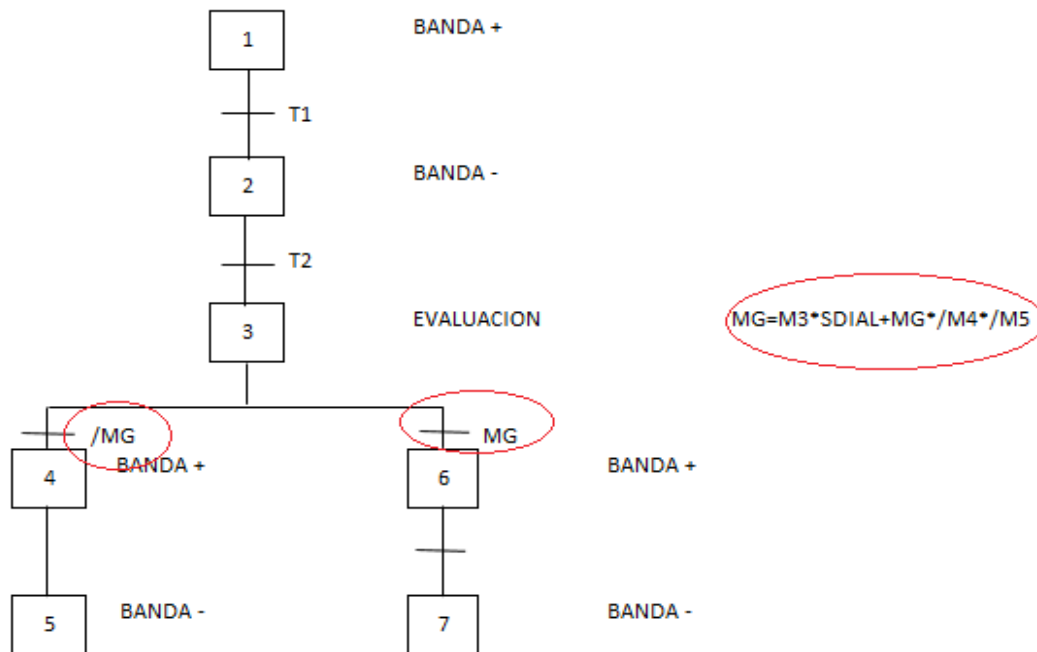 1 BANDA +
T1
2 BANDA -
T2
3 EVALUACION MG=M3*SDIAL+MG*/M4*/M5
/MG MG
4 BANDA + 6 BANDA +
5 BANDA - 7 BANDA -